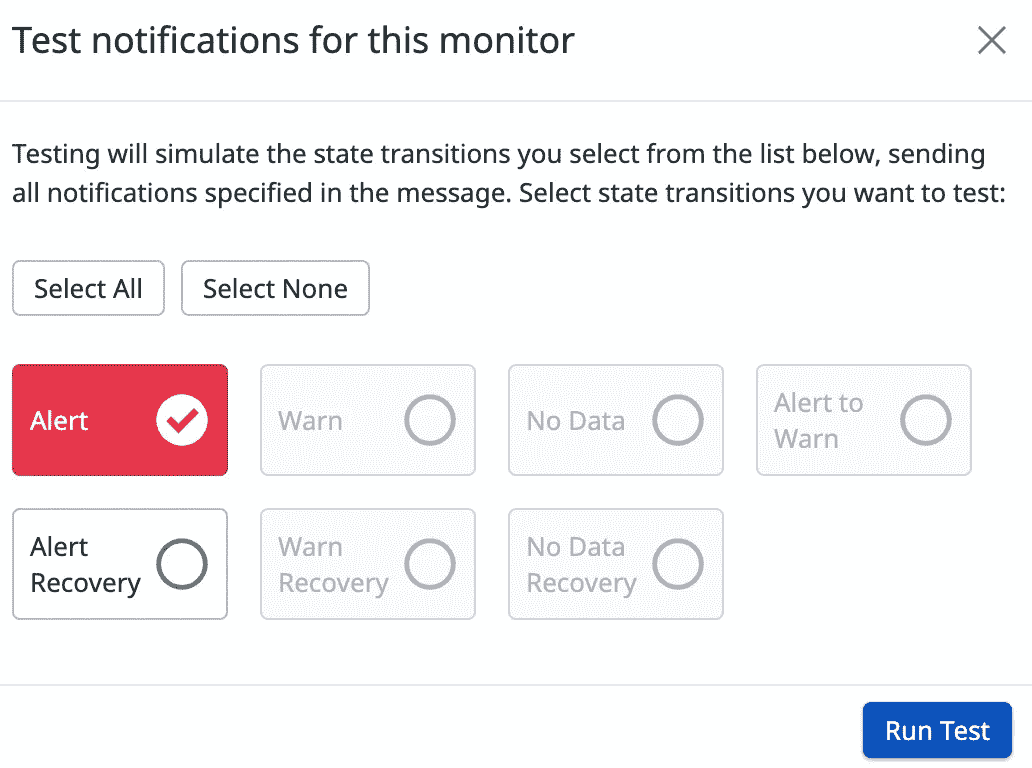 Test notifications for this monitor
Testing will simulate the state transitions you select from the list below, sending
all notifications specified in the message. Select state transitions you want to test:
Select All
Select None
Alert
Warn
No Data
Alert to
Warn
Alert
Recovery
Warn
Recovery
No Data
Recovery
Run Test